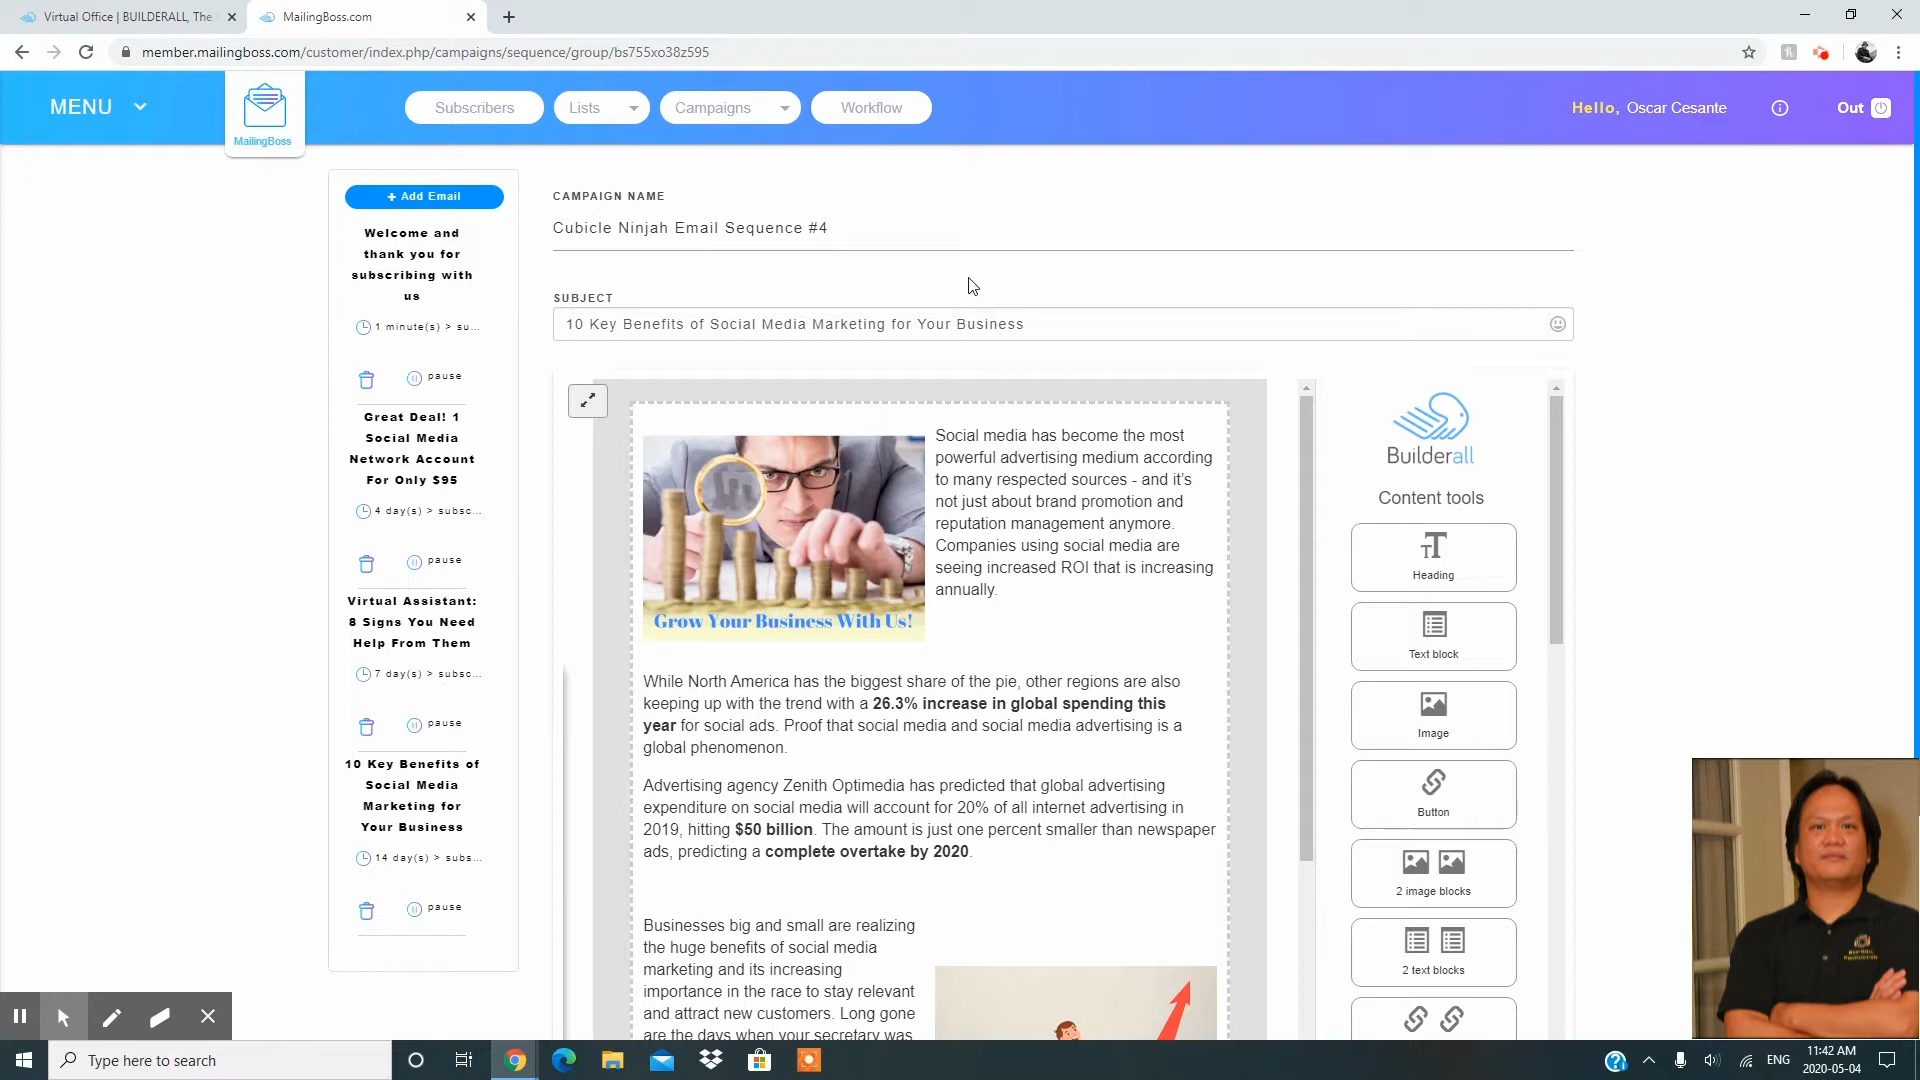 Virtual Office | BUILDERALL, The
MailingBoss.com
member.mailingboss.com/customer/index.php/campaigns/sequence/group/bs755xo38z595
MENU
MailingBoss
Subscribers
Lists
Campaigns
Workflow
Hello, Oscar Cesante
Out
+ Add Email
Welcome and
thank you for
subscribing with
us
1 minute(s) > su...
pause
Great Deal! 1
Social Media
Network Account
For Only $95
4 day(s) > subsc...
pause
Virtual Assistant:
8 Signs You Need
Help From Them
7 day(s) > subsc...
pause
10 Key Benefits of
Social Media
Marketing for
Your Business
14 day(s) > subs...
pause
CAMPAIGN NAME
Cubicle Ninjah Email Sequence #4
SUBJECT
10 Key Benefits of Social Media Marketing for Your Business
Grow Your Business With Us!
Social media has become the most
powerful advertising medium according
to many respected sources - and it's
not just about brand promotion and
reputation management anymore.
Companies using social media are
seeing increased ROI that is increasing
annually.
While North America has the biggest share of the pie, other regions are also
keeping up with the trend with a 26.3% increase in global spending this
year for social ads. Proof that social media and social media advertising is a
global phenomenon.
Advertising agency Zenith Optimedia has predicted that global advertising
expenditure on social media will account for 20% of all internet advertising in
2019, hitting $50 billion. The amount is just one percent smaller than newspaper
ads, predicting a complete overtake by 2020.
Businesses big and small are realizing
the huge benefits of social media
marketing and its increasing
importance in the race to stay relevant
and attract new customers. Long gone
are the days when your secretary was
Builderall
Content tools
Heading
Text block
Image
Button
2 image blocks
2 text blocks
Type here to search
ENG
11:42 AM
2020-05-04